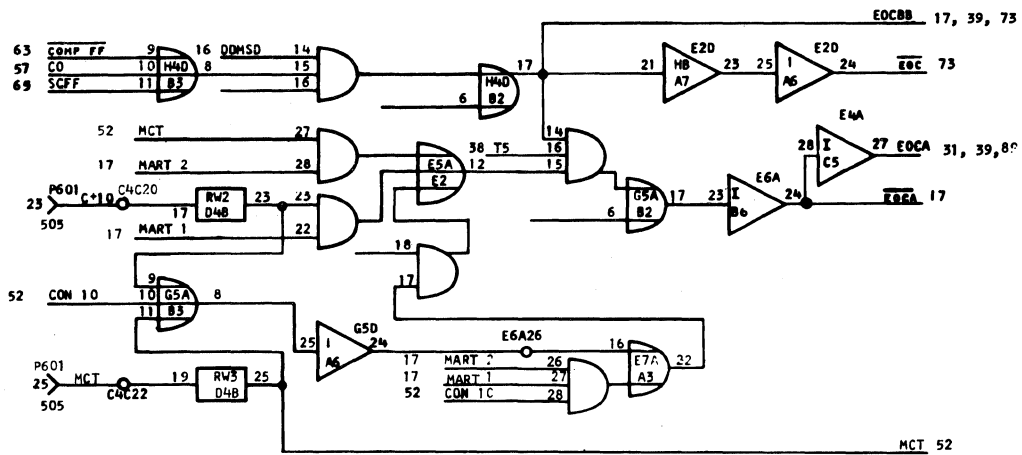 EOCBB 17, 39, 73
63 COMP FF 9 16 DDMSD 14
57 CO 10 H4D 8 15
69 SCFF 11 B3 16
17 H4D B2 6
21 HB A7 E2D 23 25 I A6 E2D 24 EOC 73
52 MCT 27
17 MART 2 28
E5A E2 12
38 T5 14 16 15
E4A 28 I C5 27 EOCA 31, 39,89
P601 23 C+10 C4C20 17 RW2 D4B 23 23
505
17 MART 1 22
6 G5A B2 17 23 I B6 E6A 24 EOCA 17
18
17
9
52 CON 10 10 G5A 8
11 B3
25 I A6 G5D 24 E6A26 16 E7A A3 22
17 MART 2 26
17 MART 1 27
52 CON 10 28
P601 25 MCT C4C22 19 RW3 D4B 25
505
MCT 52